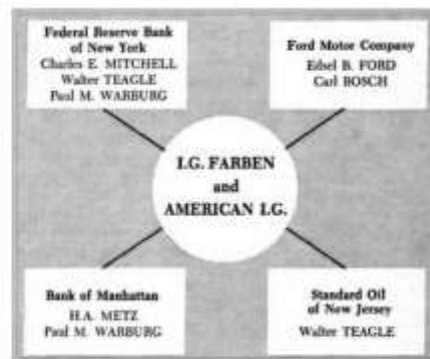 Federal Reserve Bank
of New York
Charles E. MITCHELL
Walter TEAGLE
Paul M. WARBURG
Ford Motor Company
Edsel B. FORD
Carl BOSCH
I.G. FARBEN
and
AMERICAN I.G.
Bank of Manhattan
H.A. METZ
Paul M. WARBURG
Standard Oil
of New Jersey
Walter TEAGLE